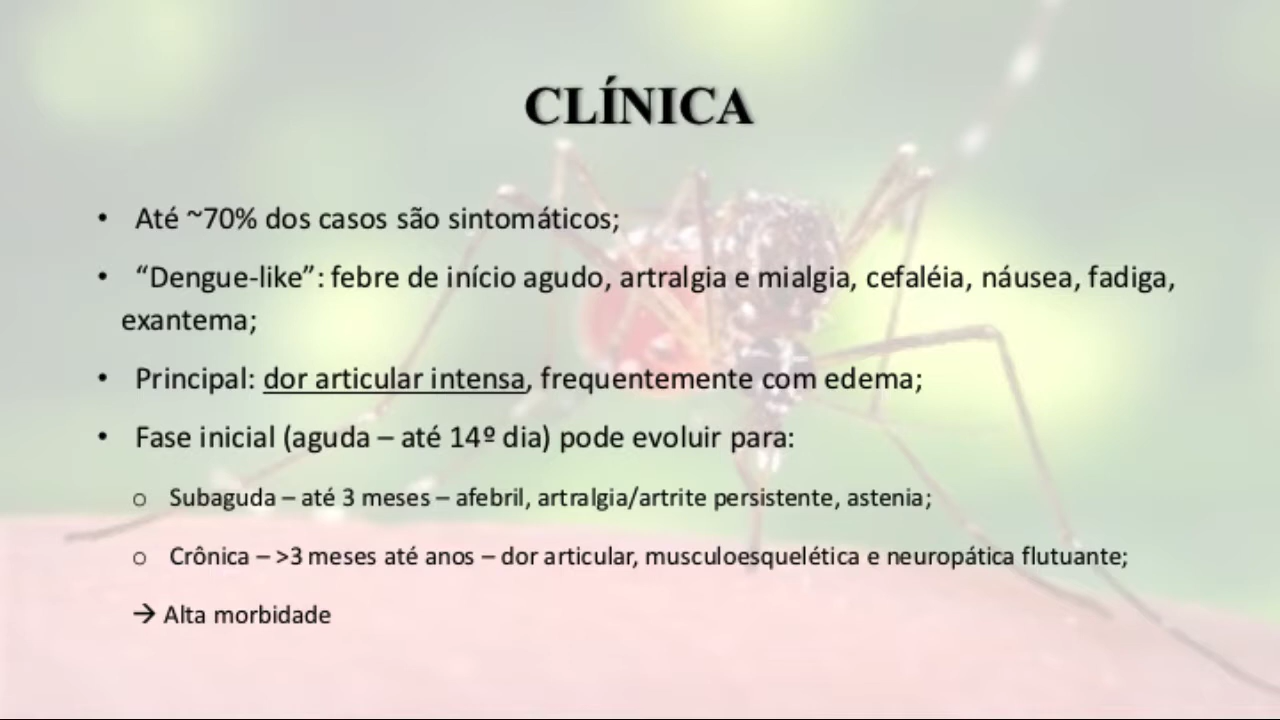 CLÍNICA
• Até ~70% dos casos são sintomáticos;
• “Dengue-like”: febre de início agudo, artralgia e mialgia, cefaléia, náusea, fadiga,
exantema;
• Principal: dor articular intensa, frequentemente com edema;
• Fase inicial (aguda – até 14º dia) pode evoluir para:
o Subaguda – até 3 meses – afebril, artralgia/artrite persistente, astenia;
o Crônica – >3 meses até anos – dor articular, musculoesquelética e neuropática flutuante;
→ Alta morbidade